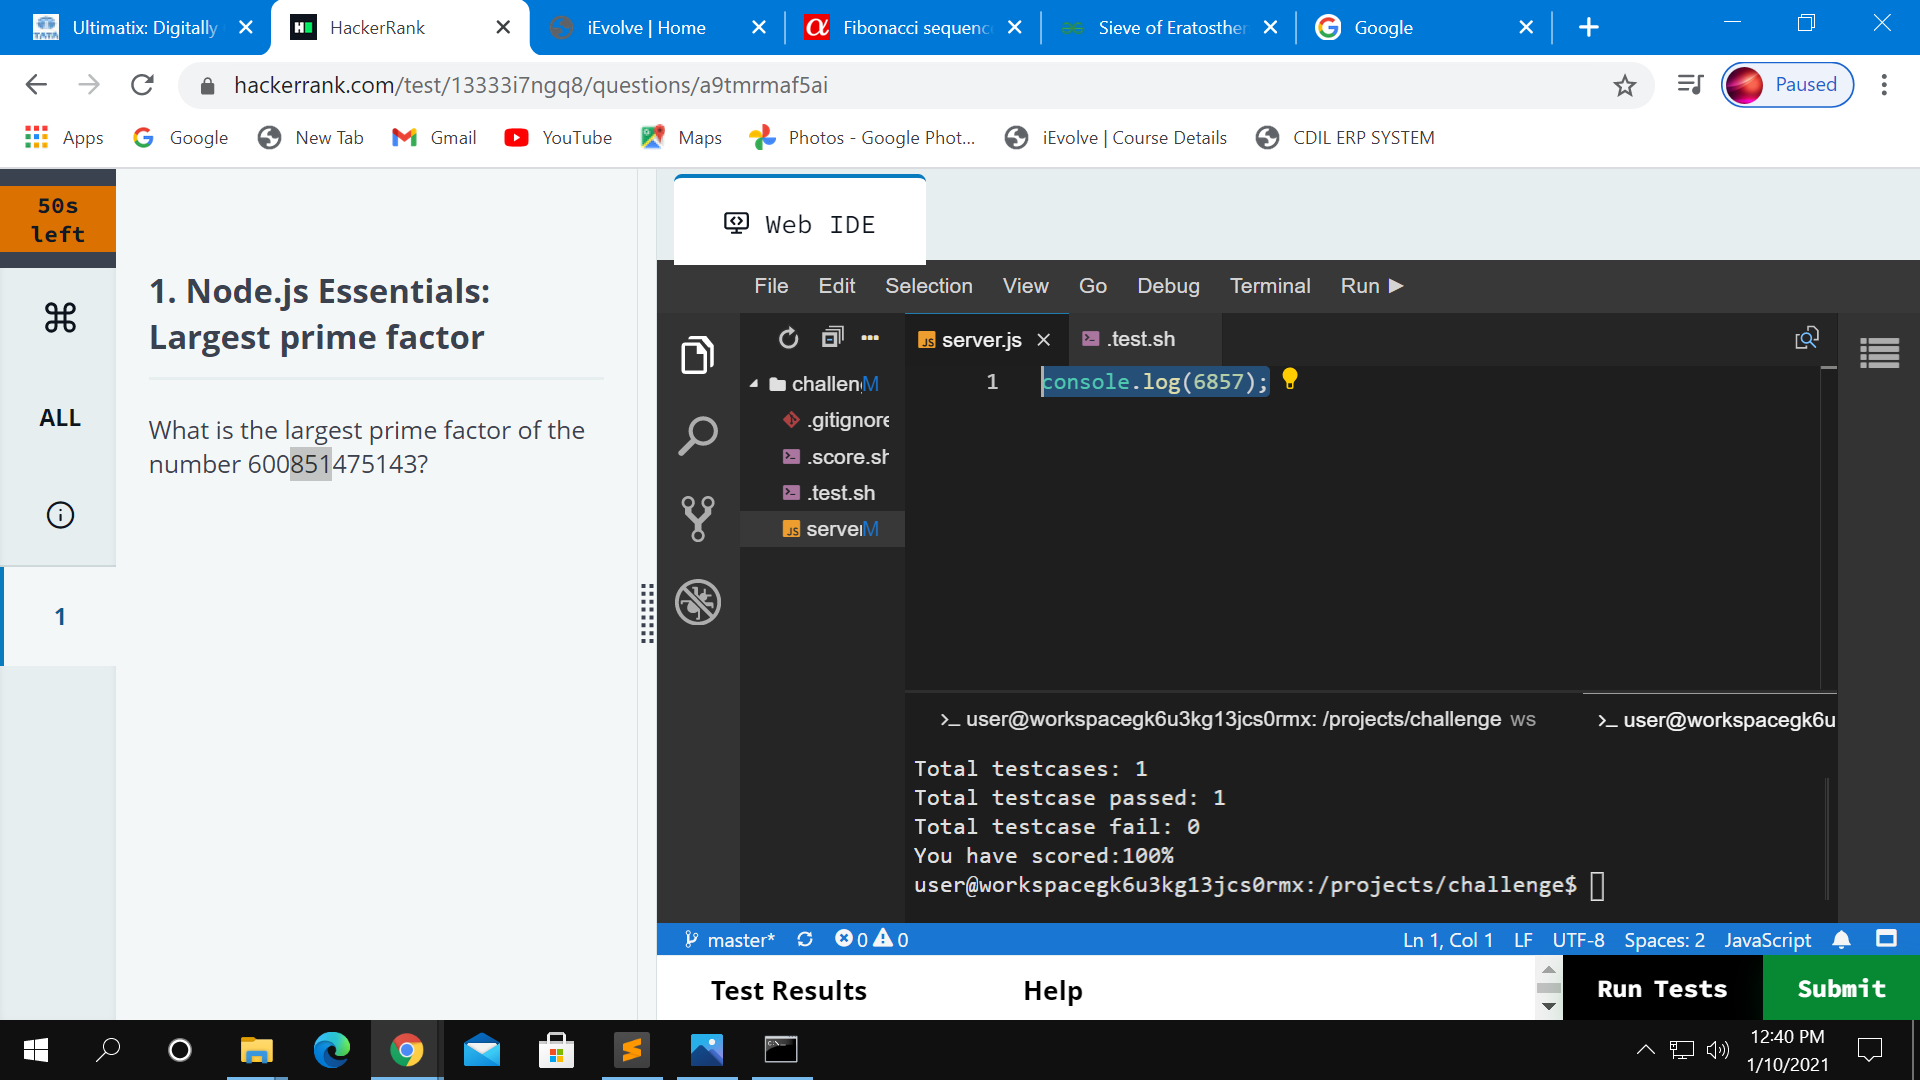 Ultimatix: Digitally
HackerRank
iEvolve | Home
Fibonacci sequenc
Sieve of Eratosther
Google
hackerrank.com/test/13333i7ngq8/questions/a9tmrmaf5ai
Paused
Apps
Google
New Tab
Gmail
YouTube
Maps
Photos - Google Phot...
iEvolve | Course Details
CDIL ERP SYSTEM
50s
left
ALL
1
1. Node.js Essentials:
Largest prime factor
What is the largest prime factor of the
number 600851475143?
Web IDE
File Edit Selection View Go Debug Terminal Run
challen M
.gitignore
.score.sh
.test.sh
server M
server.js
.test.sh
1 console.log(6857);
>_ user@workspacegk6u3kg13jcs0rmx: /projects/challenge ws
>_ user@workspacegk6u
Total testcases: 1
Total testcase passed: 1
Total testcase fail: 0
You have scored:100%
user@workspacegk6u3kg13jcs0rmx:/projects/challenge$
master* 0 0
Ln 1, Col 1 LF UTF-8 Spaces: 2 JavaScript
Test Results
Help
Run Tests
Submit
12:40 PM
1/10/2021